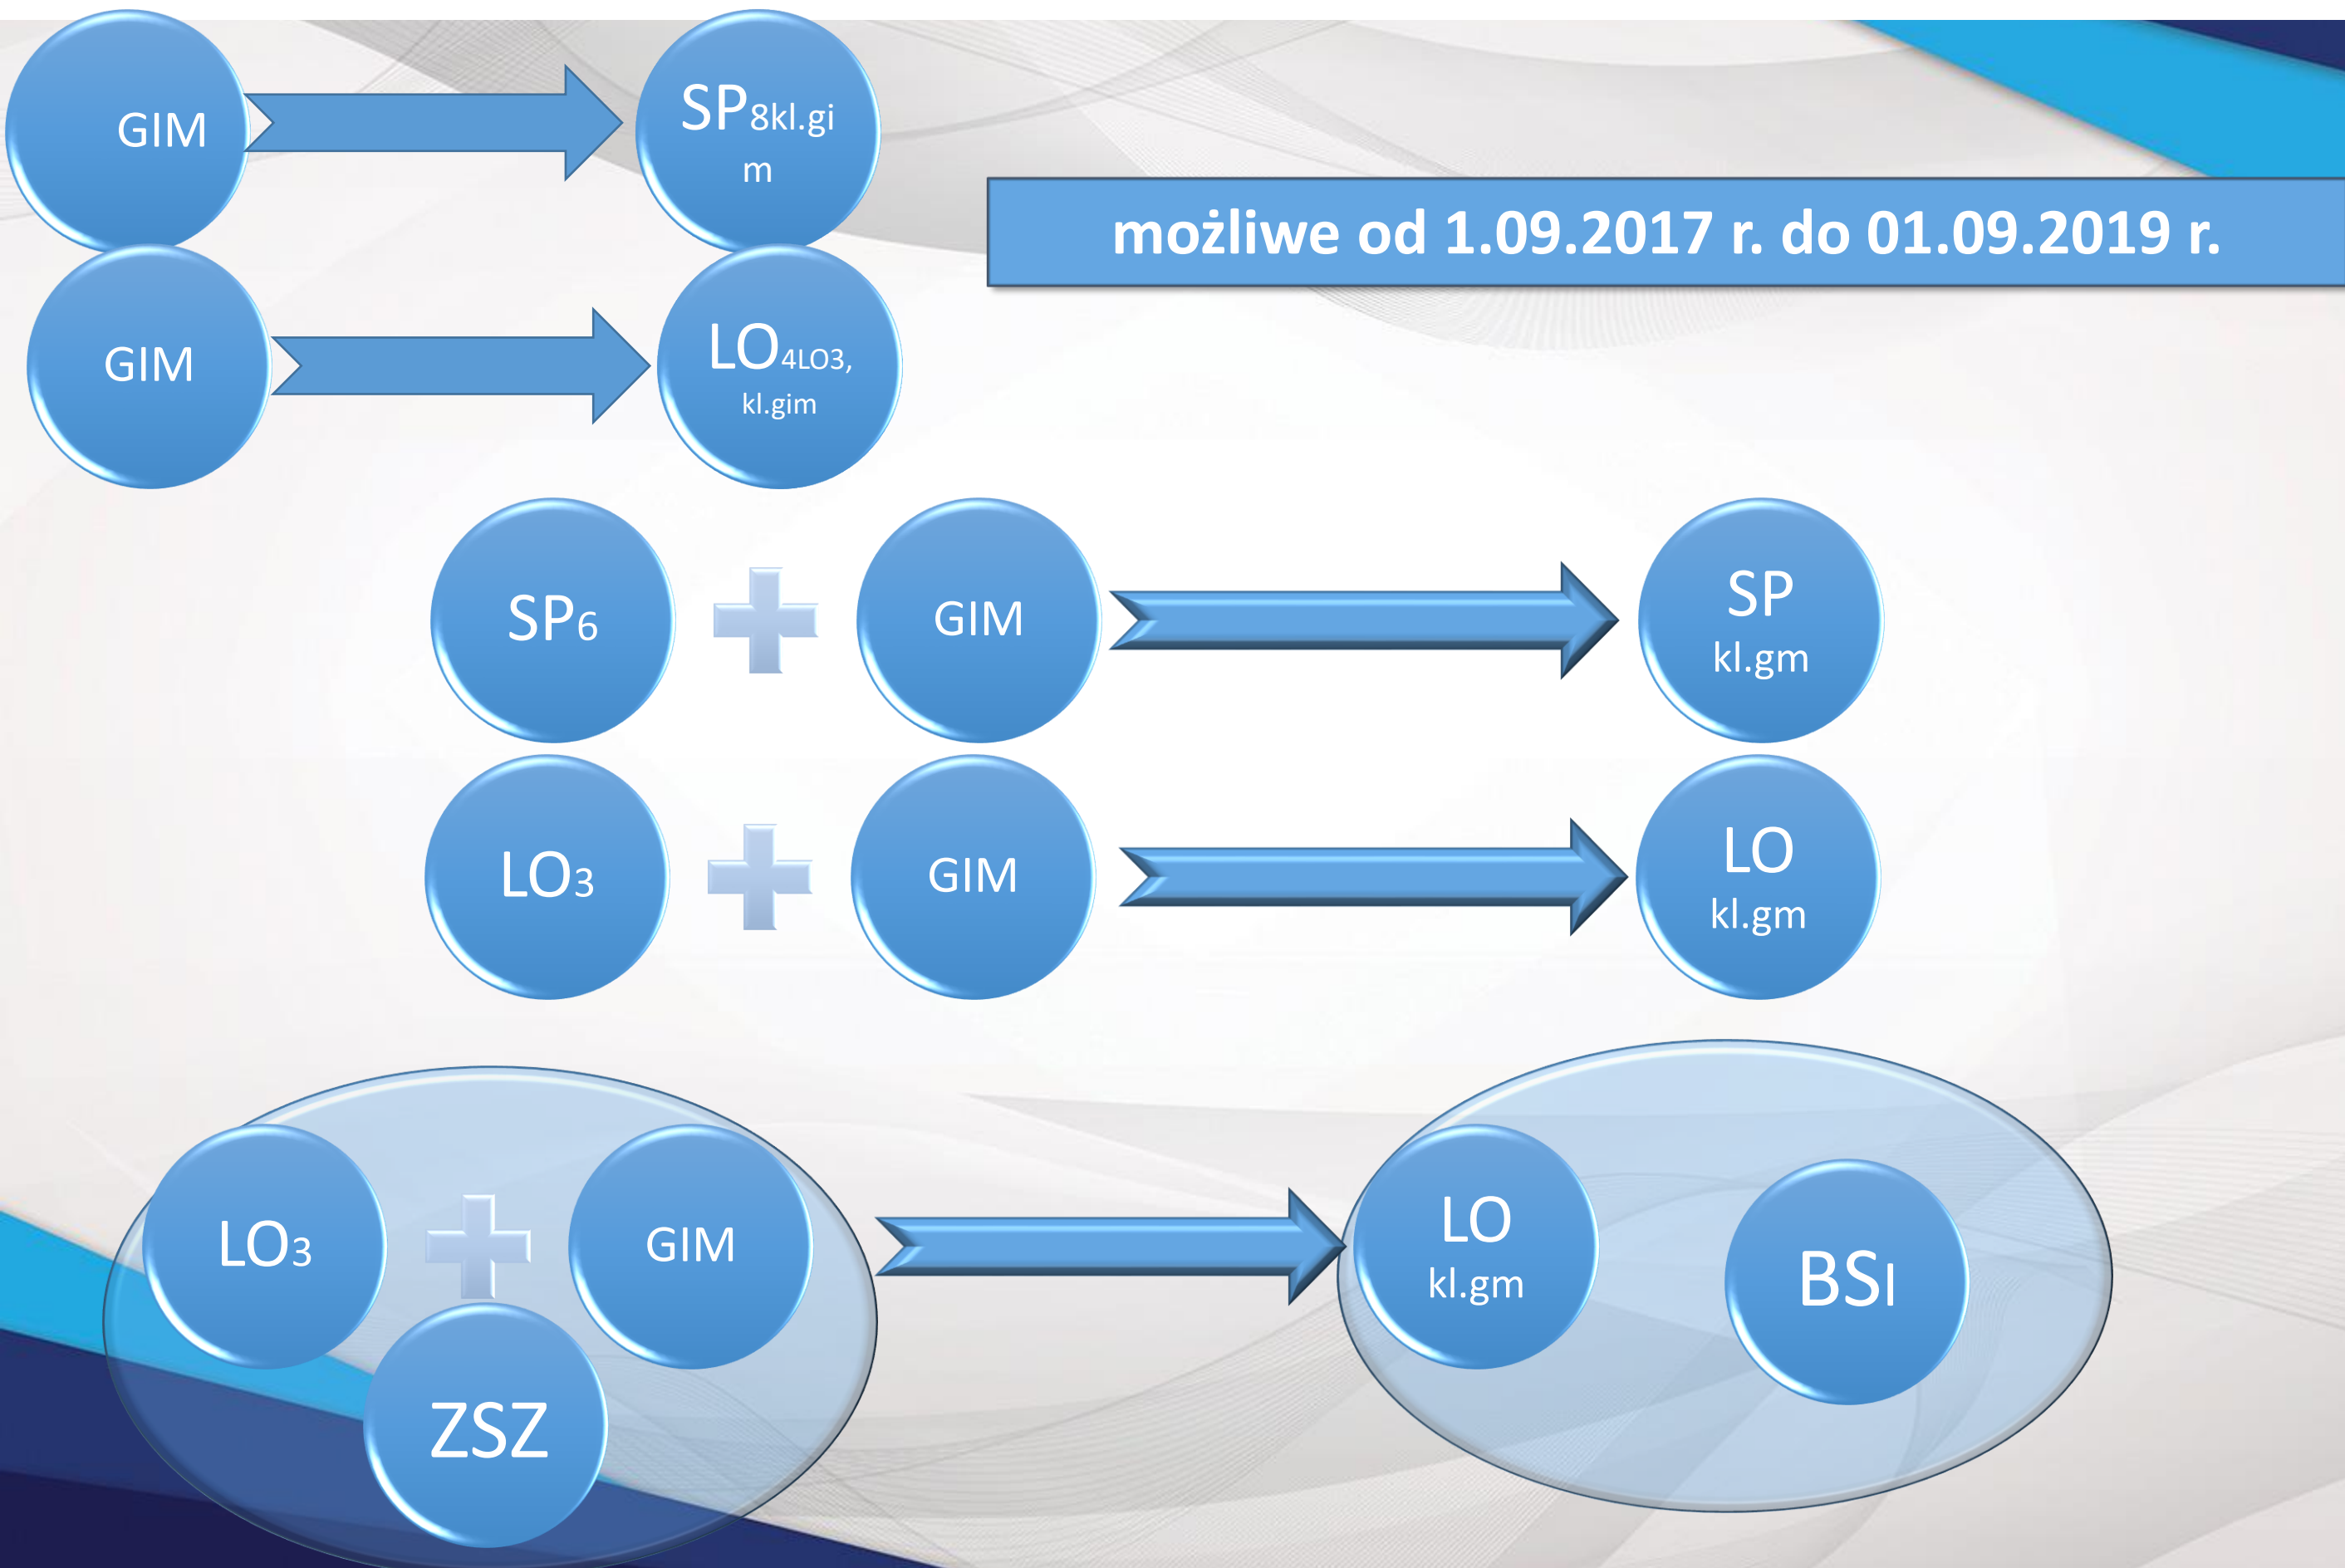 GIM
SP8kl.gi
m
możliwe od 1.09.2017 r. do 01.09.2019 r.
GIM
LO4LO3,
kl.gim
SP6
GIM
SP
kl.gm
LO3
GIM
LO
kl.gm
LO3
GIM
ZSZ
LO
kl.gm
BSI